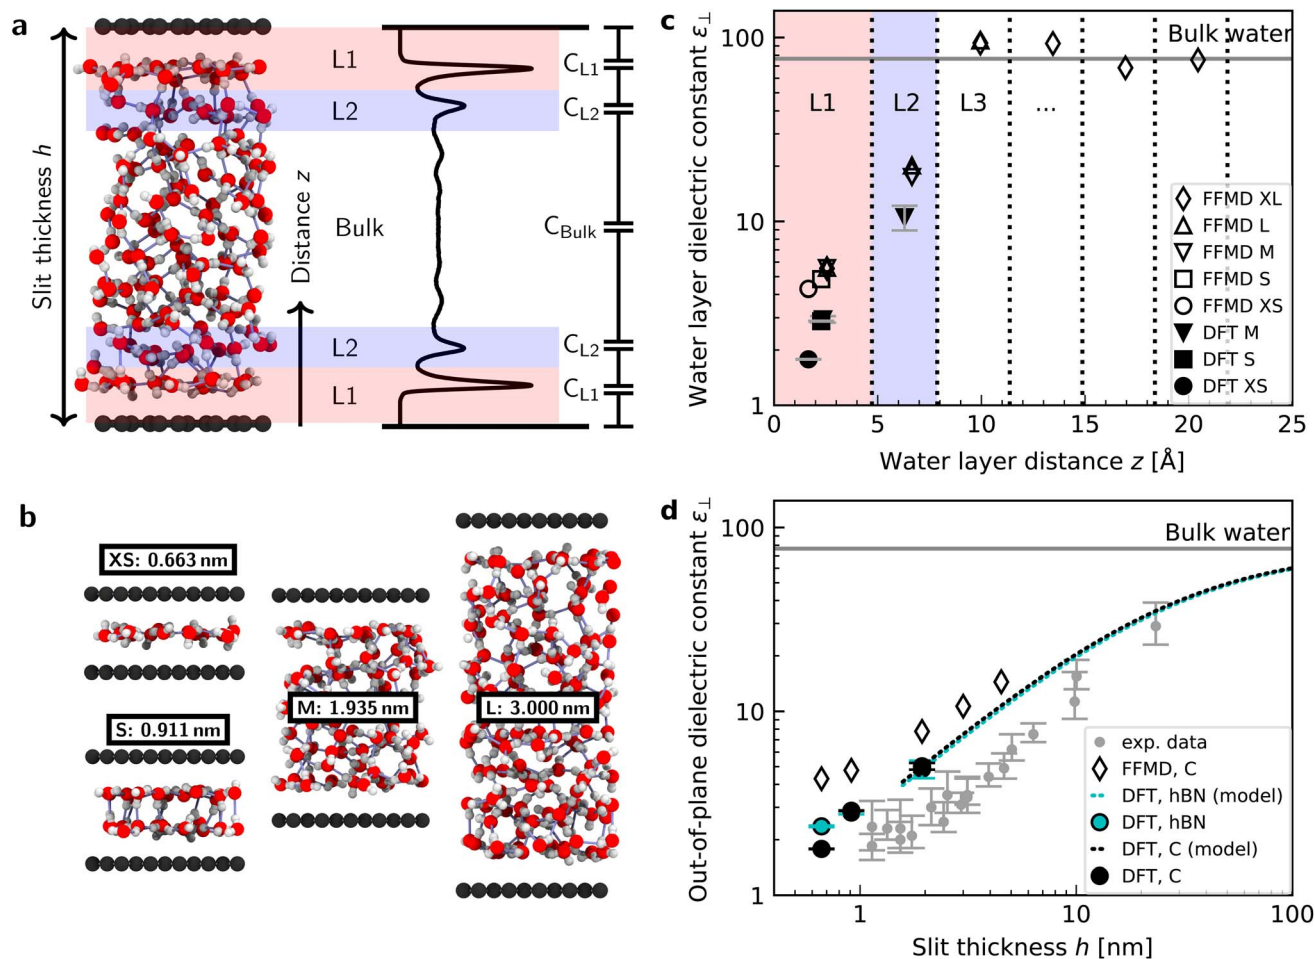 a
Slit thickness h
L1
L2
Bulk
L2
L1
Distance z
C_L1
C_L2
C_Bulk
C_L2
C_L1
b
XS: 0.663 nm
S: 0.911 nm
M: 1.935 nm
L: 3.000 nm
c
Water layer dielectric constant ε⊥
100
10
1
Bulk water
L1
L2
L3
...
FFMD XL
FFMD L
FFMD M
FFMD S
FFMD XS
DFT M
DFT S
DFT XS
0 5 10 15 20 25
Water layer distance z [Å]
d
Out-of-plane dielectric constant ε⊥
100
10
1
Bulk water
exp. data
FFMD, C
DFT, hBN (model)
DFT, hBN
DFT, C (model)
DFT, C
1 10 100
Slit thickness h [nm]